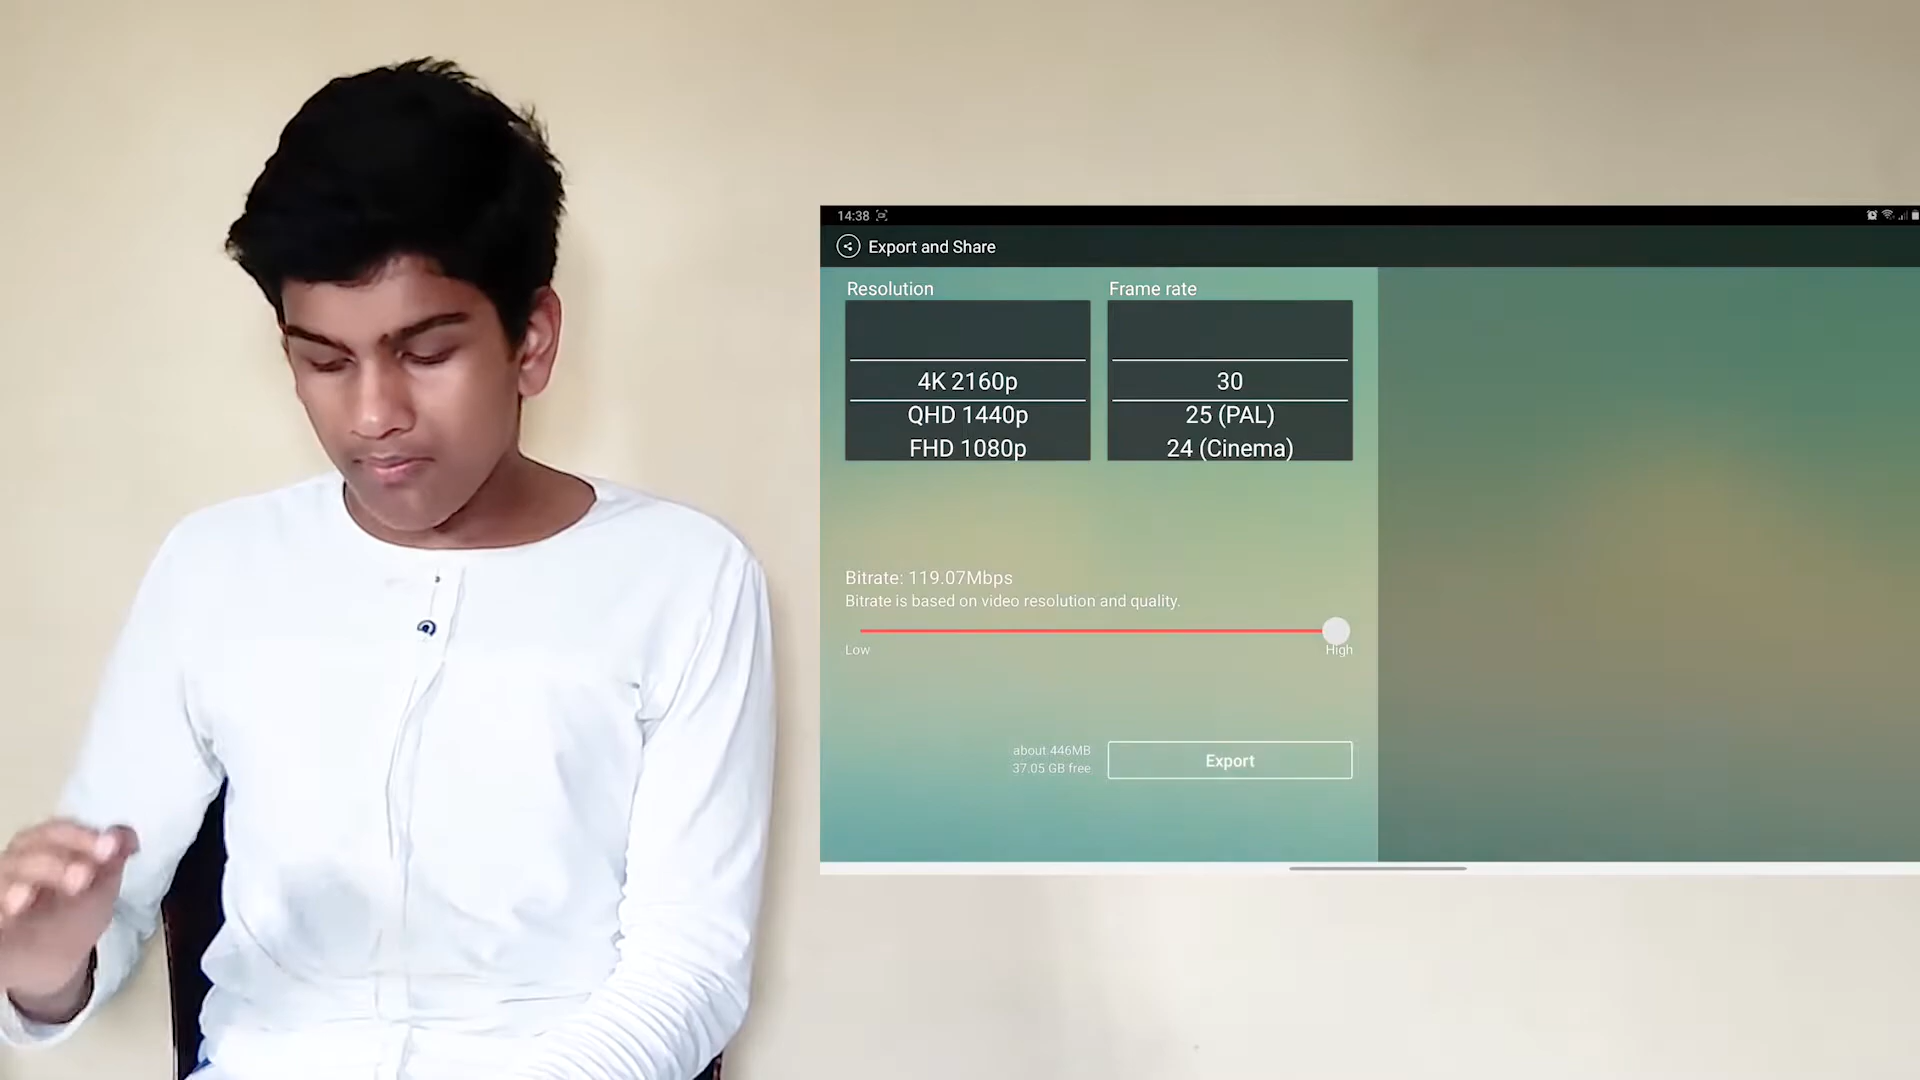 14:38
Export and Share
Resolution
Frame rate
4K 2160p
QHD 1440p
FHD 1080p
30
25 (PAL)
24 (Cinema)
Bitrate: 119.07Mbps
Bitrate is based on video resolution and quality.
Low
High
about 446MB
37.05 GB free
Export